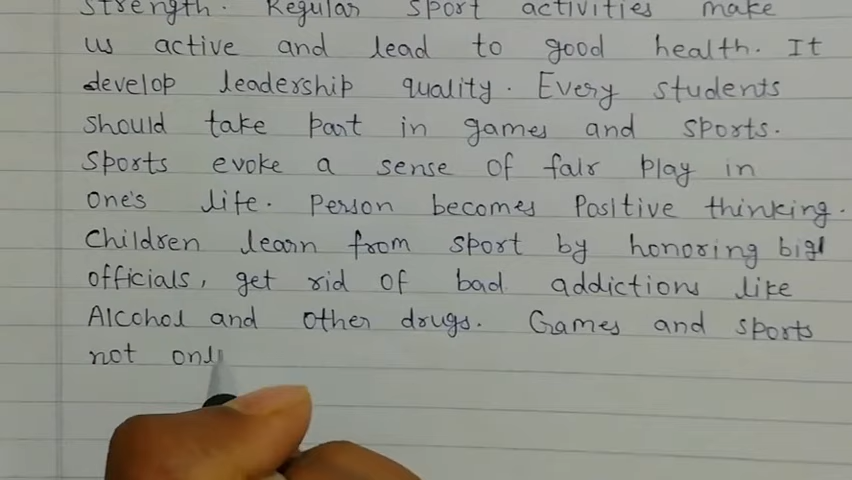 strength. Regular sport activities make
us active and lead to good health. It
develop leadership quality. Every students
should take part in games and sports.
Sports evoke a sense of fair play in
one's life. Person becomes Positive thinking.
Children learn from sport by honoring big
officials, get rid of bad addictions like
Alcohol and other drugs. Games and sports
not onl